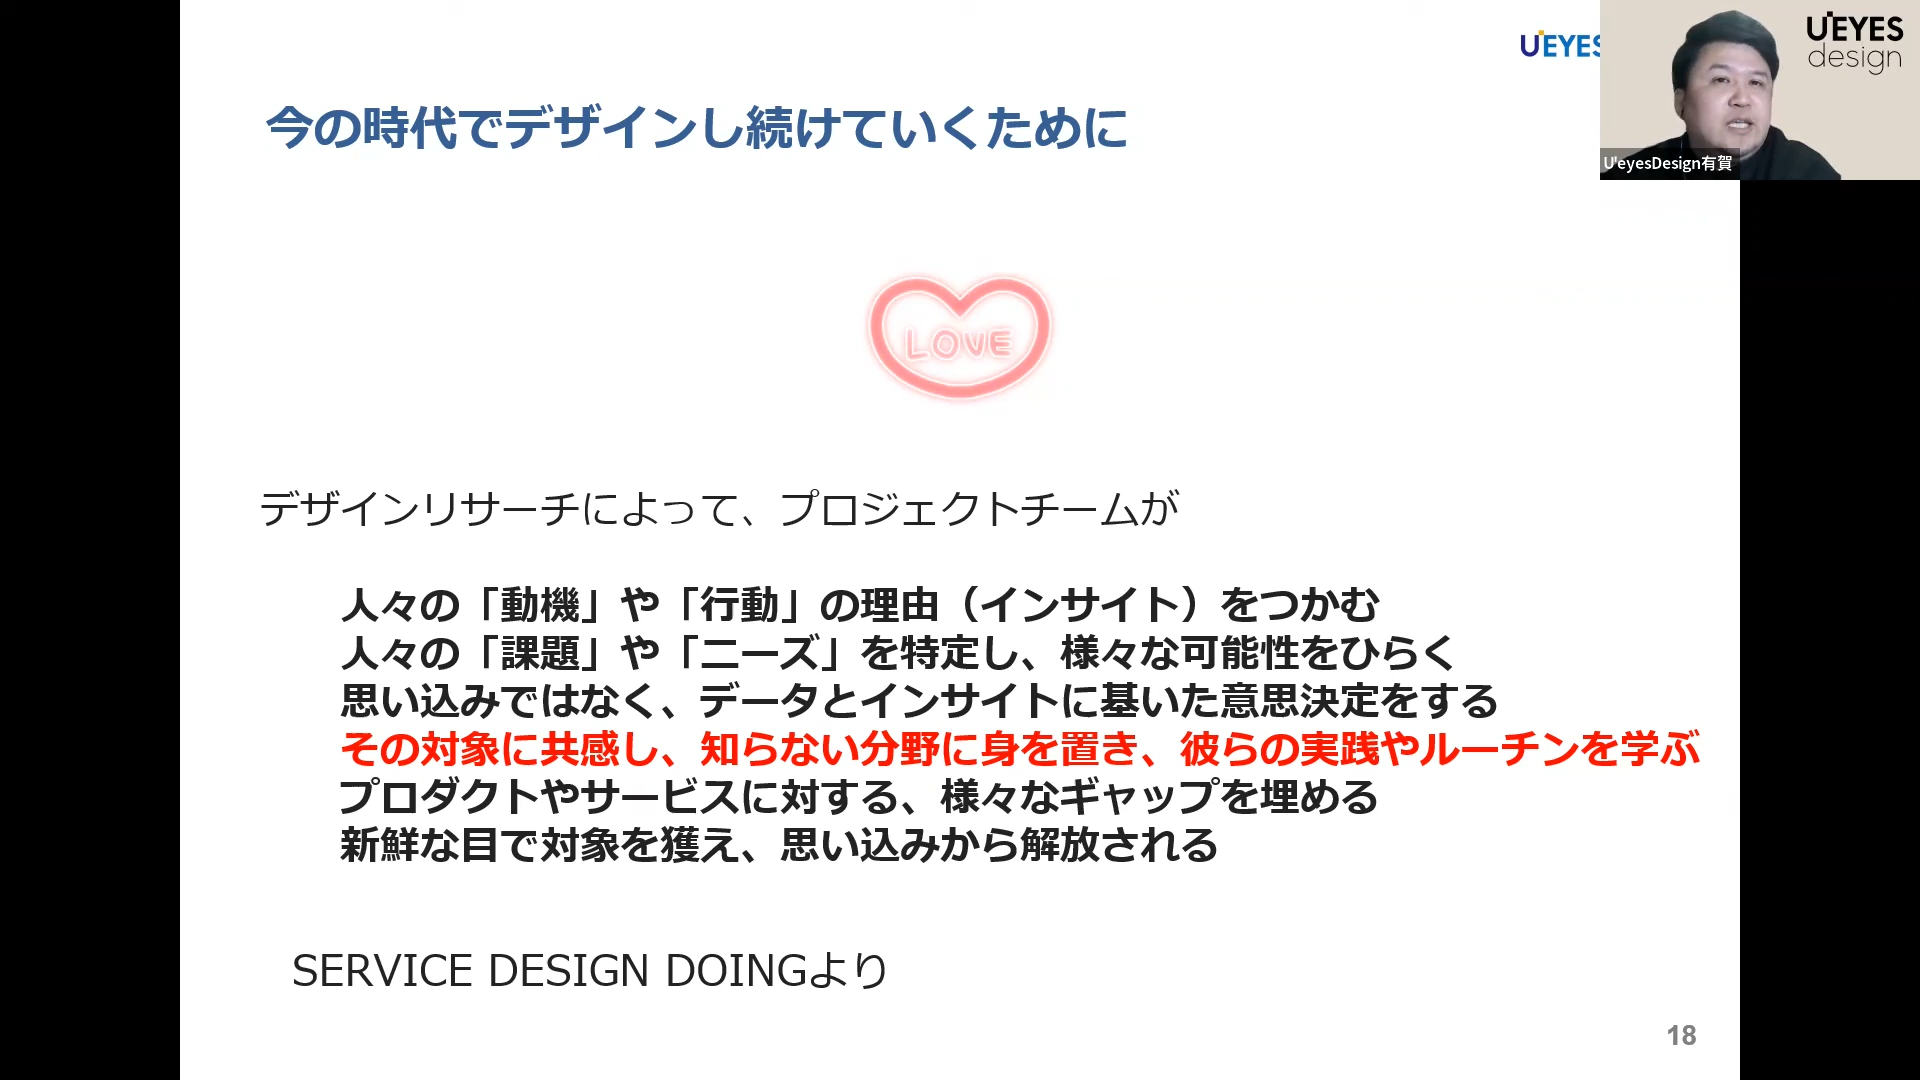 U'EYES
U'EYES
design
U'eyesDesign有賀
今の時代でデザインし続けていくために
LOVE
デザインリサーチによって、プロジェクトチームが
人々の「動機」や「行動」の理由（インサイト）をつかむ
人々の「課題」や「ニーズ」を特定し、様々な可能性をひらく
思い込みではなく、データとインサイトに基いた意思決定をする
その対象に共感し、知らない分野に身を置き、彼らの実践やルーチンを学ぶ
プロダクトやサービスに対する、様々なギャップを埋める
新鮮な目で対象を獲え、思い込みから解放される
SERVICE DESIGN DOINGより
18